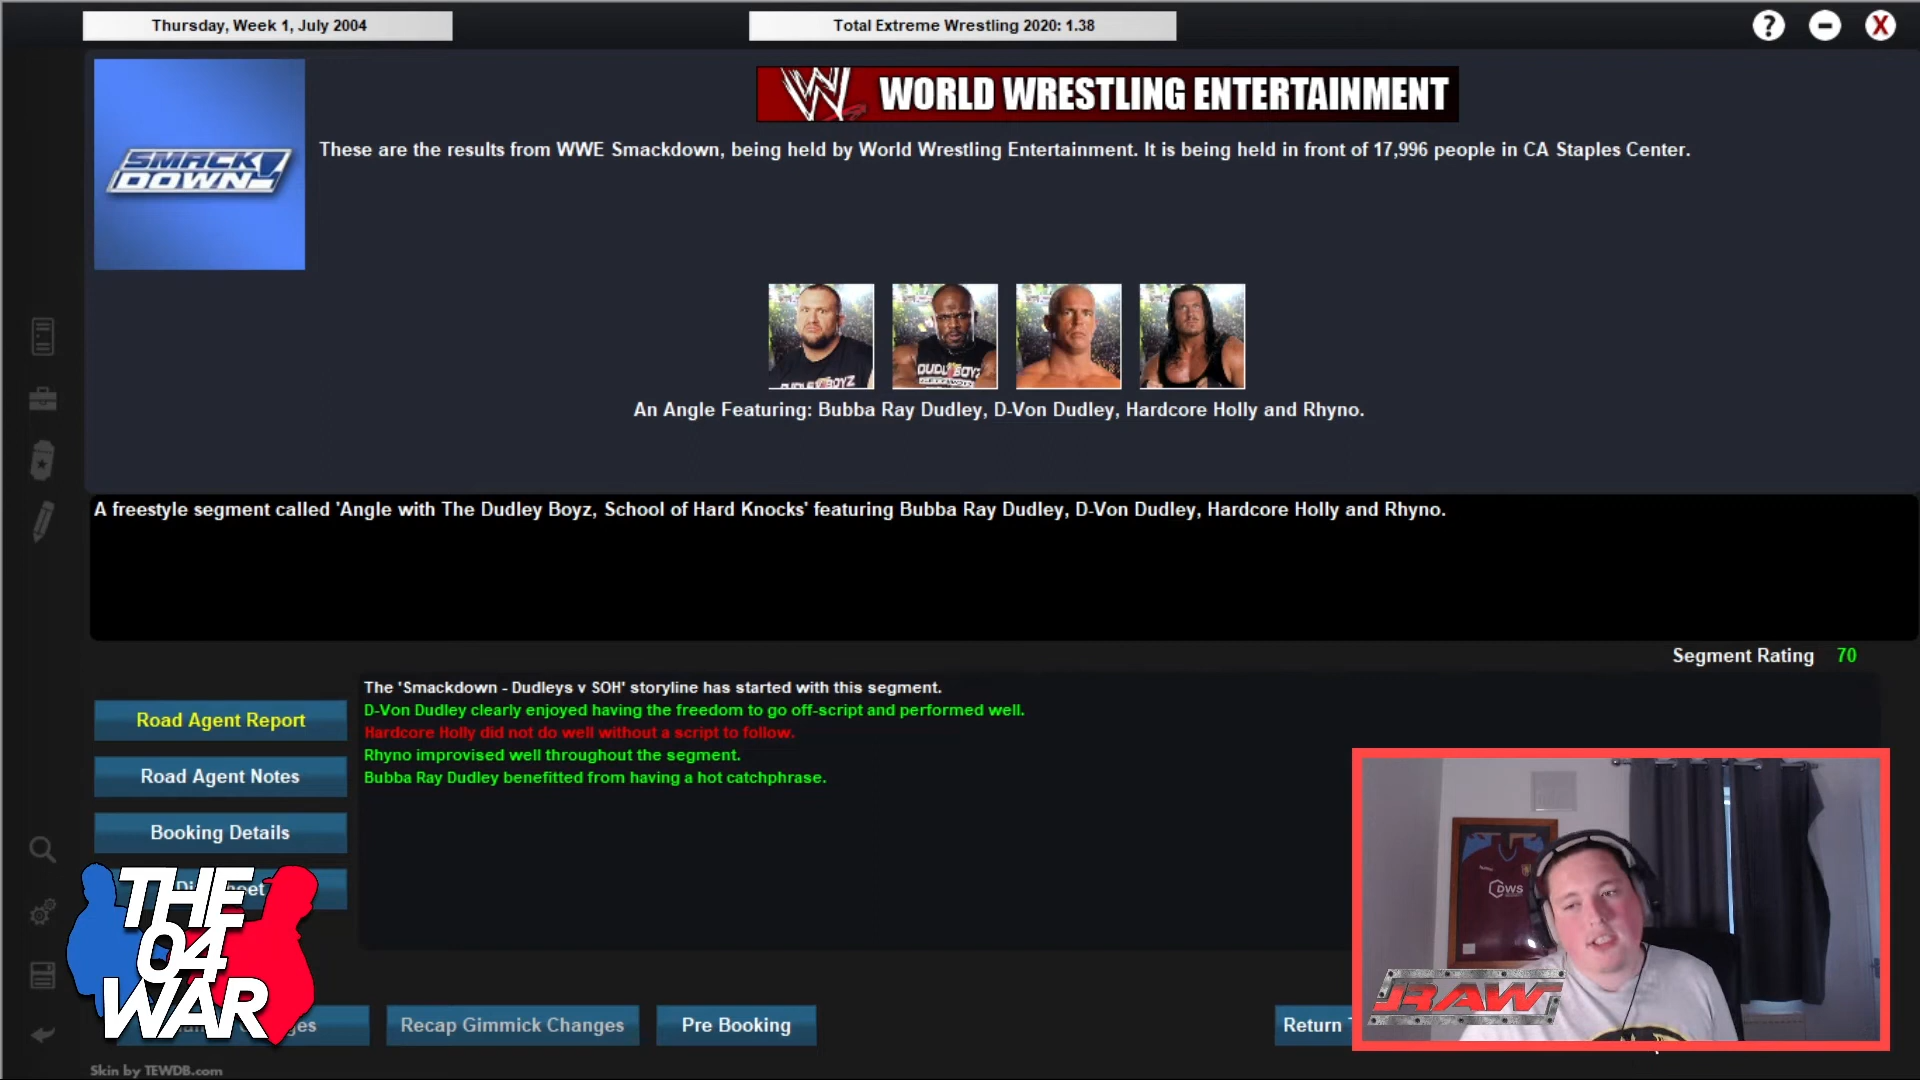 Thursday, Week 1, July 2004
Total Extreme Wrestling 2020: 1.38
?
X
SMACK DOWN!
W WORLD WRESTLING ENTERTAINMENT
These are the results from WWE Smackdown, being held by World Wrestling Entertainment. It is being held in front of 17,996 people in CA Staples Center.
DUDLEY BOYZ
DUDLEY BOYZ
An Angle Featuring: Bubba Ray Dudley, D-Von Dudley, Hardcore Holly and Rhyno.
A freestyle segment called 'Angle with The Dudley Boyz, School of Hard Knocks' featuring Bubba Ray Dudley, D-Von Dudley, Hardcore Holly and Rhyno.
Segment Rating 70
The 'Smackdown - Dudleys v SOH' storyline has started with this segment.
D-Von Dudley clearly enjoyed having the freedom to go off-script and performed well.
Hardcore Holly did not do well without a script to follow.
Rhyno improvised well throughout the segment.
Bubba Ray Dudley benefitted from having a hot catchphrase.
Road Agent Report
Road Agent Notes
Booking Details
THE
04
WAR
Recap Gimmick Changes
Pre Booking
Return
DWS
RAW
Skin by TEWDB.com